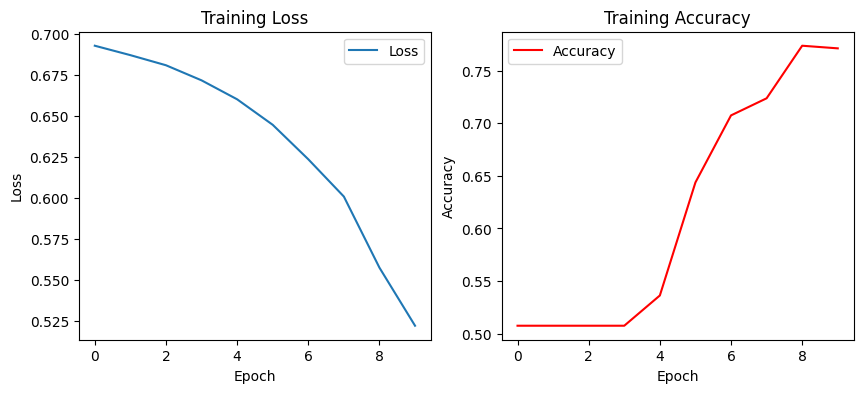 Training Loss
0.700
0.675
0.650
0.625
0.600
0.575
0.550
0.525
Loss
Loss
0 2 4 6 8
Epoch
Training Accuracy
0.75
0.70
0.65
0.60
0.55
0.50
Accuracy
Accuracy
0 2 4 6 8
Epoch